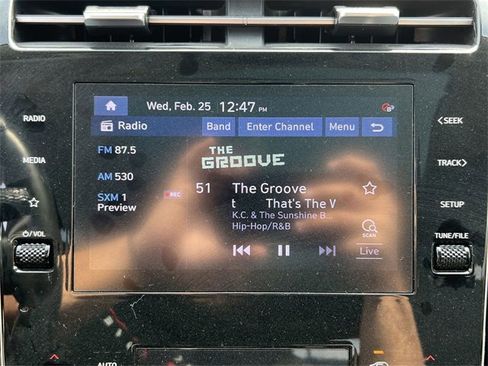 Wed, Feb. 25 12:47 PM
Radio Band Enter Channel Menu
FM 87.5
AM 530
SXM 1
Preview
REC
THE
GROOVE
51 The Groove
t That's The V
K.C. & The Sunshine B...
Hip-Hop/R&B
SCAN
Live
RADIO
MEDIA
/VOL
<SEEK
TRACK>
SETUP
TUNE/FILE
AUTO